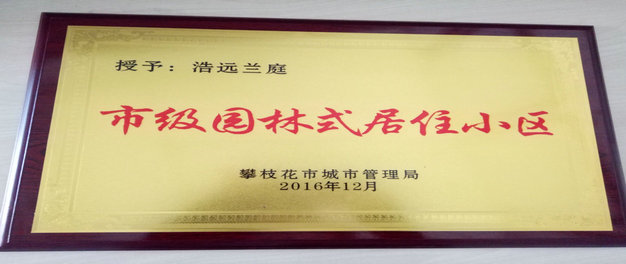 授予：浩远兰庭
市级园林式居住小区
攀枝花市城市管理局
2016年12月